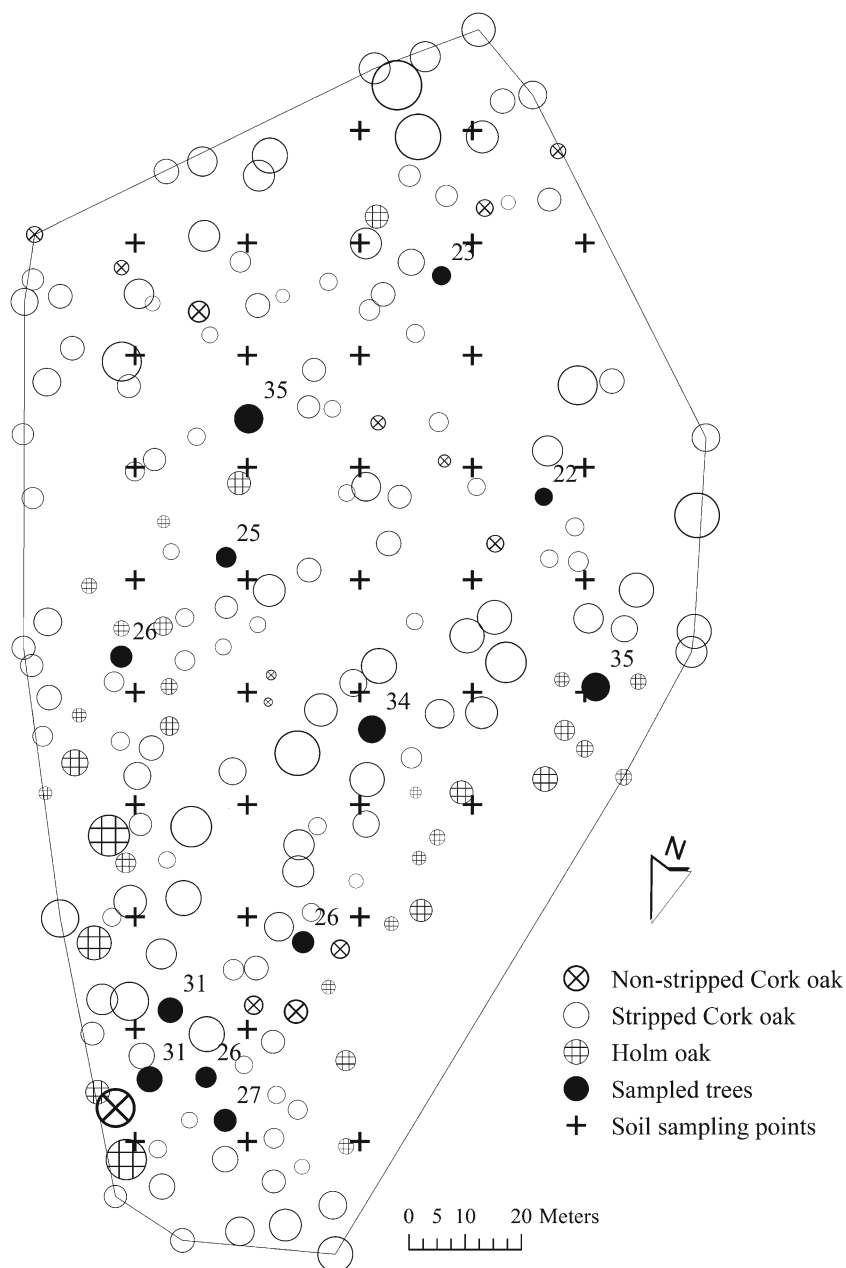 23
35
22
25
26
35
34
26
31
31
26
27
N
Non-stripped Cork oak
Stripped Cork oak
Holm oak
Sampled trees
Soil sampling points
0 5 10 20 Meters